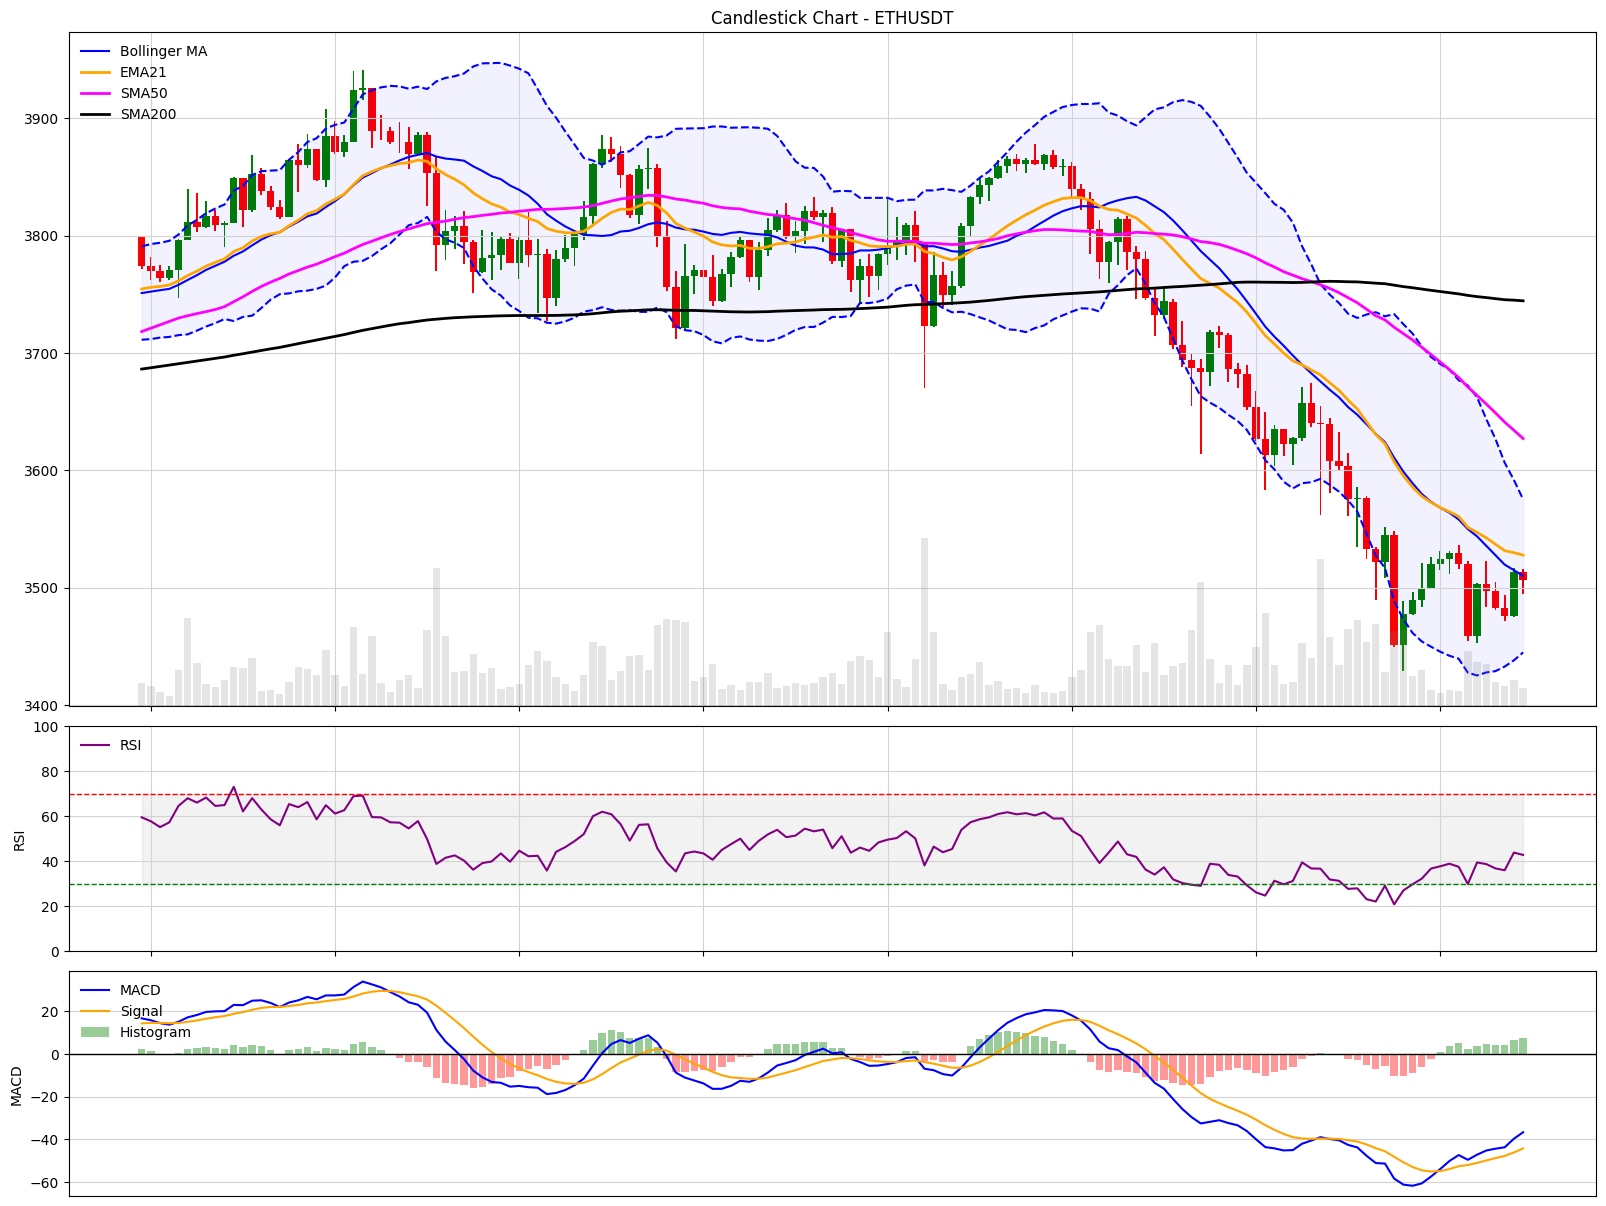 Candlestick Chart - ETHUSDT
Bollinger MA
EMA21
SMA50
SMA200
3900
3800
3700
3600
3500
3400
RSI
100
80
60
40
20
0
RSI
MACD
Signal
Histogram
20
0
−20
−40
−60
MACD